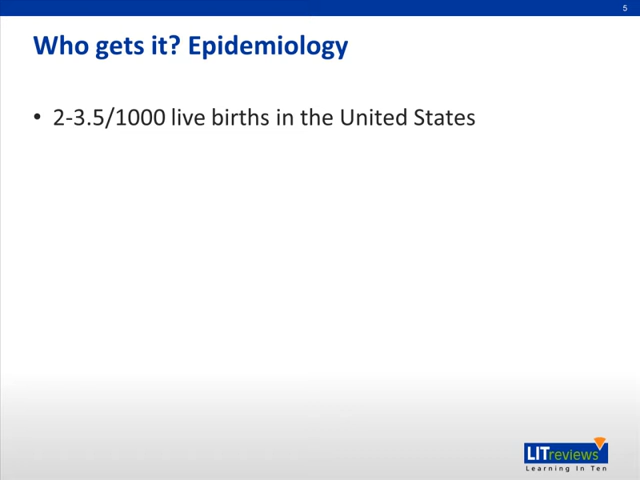 5
Who gets it? Epidemiology
• 2-3.5/1000 live births in the United States
LITreviews
Learning In Ten